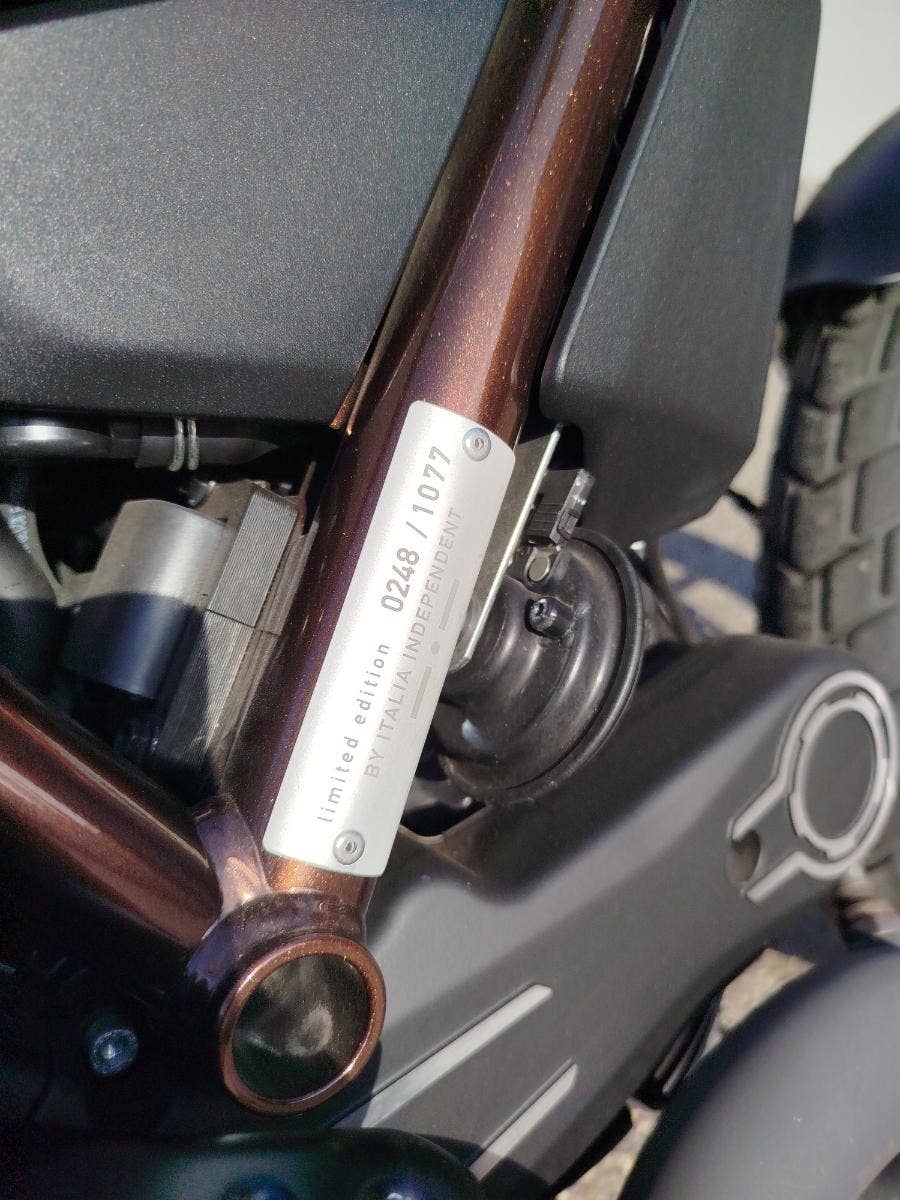 limited edition 0248 / 1077
BY ITALIA INDEPENDENT